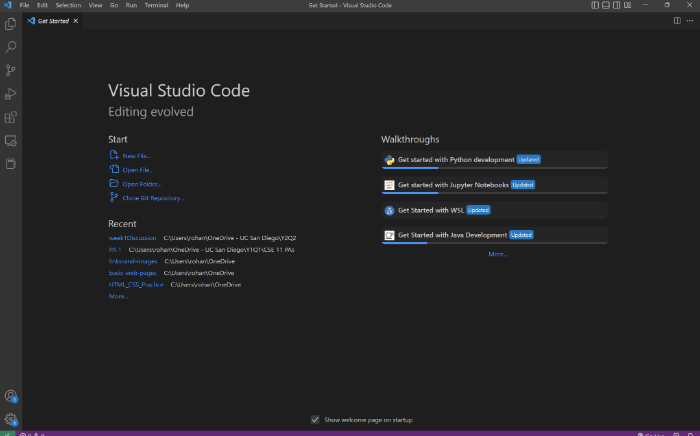 File Edit Selection View Go Run Terminal Help
Get Started - Visual Studio Code
Get Started
Visual Studio Code
Editing evolved
Start
New File...
Open File...
Open Folder...
Clone Git Repository...
Recent
week1Discussion C:\Users\rohan\OneDrive - UC San Diego\Y2Q2
C:\Users\rohan\OneDrive - UC San Diego\Y1Q1\CSE 11 PAs
links-and-images C:\Users\rohan\OneDrive
basic-web-pages C:\Users\rohan\OneDrive
HTML_CSS_Practice C:\Users\rohan\OneDrive
More...
Walkthroughs
Get started with Python development Updated
Get started with Jupyter Notebooks Updated
Get Started with WSL Updated
Get Started with Java Development Updated
More...
Show welcome page on startup